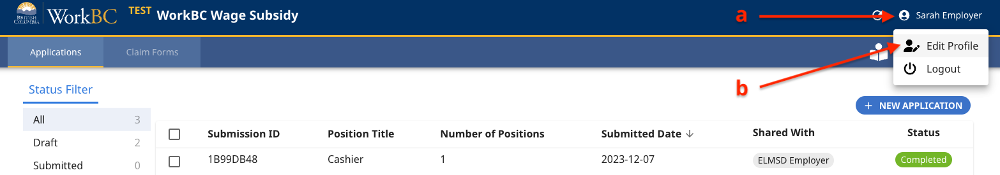 BRITISH
COLUMBIA
WorkBC
TEST
WorkBC Wage Subsidy
a
Sarah Employer
Applications
Claim Forms
Edit Profile
Logout
b
Status Filter
+ NEW APPLICATION
All 3
Draft 2
Submitted 0
Submission ID Position Title Number of Positions Submitted Date ↓ Shared With Status
1B99DB48 Cashier 1 2023-12-07 ELMSD Employer Completed